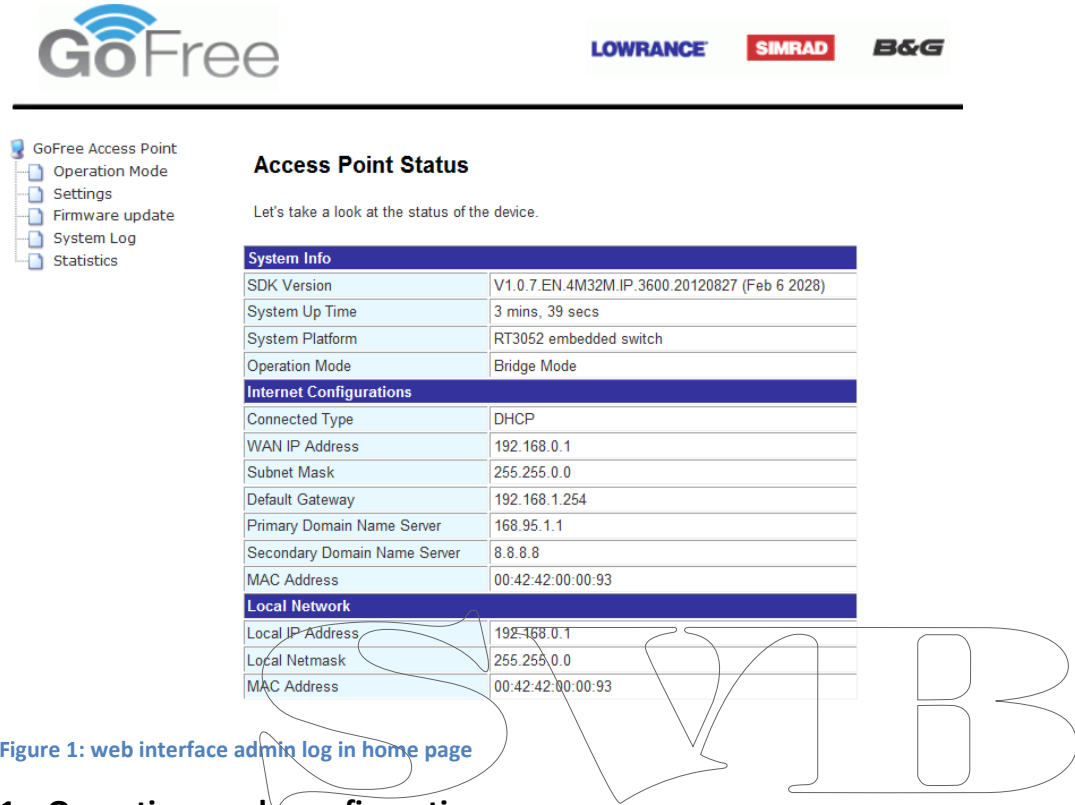 GoFree
LOWRANCE SIMRAD B&G
GoFree Access Point
Operation Mode
Settings
Firmware update
System Log
Statistics
Access Point Status
Let's take a look at the status of the device.
System Info
SDK Version V1.0.7.EN.4M32M.IP.3600.20120827 (Feb 6 2028)
System Up Time 3 mins, 39 secs
System Platform RT3052 embedded switch
Operation Mode Bridge Mode
Internet Configurations
Connected Type DHCP
WAN IP Address 192.168.0.1
Subnet Mask 255.255.0.0
Default Gateway 192.168.1.254
Primary Domain Name Server 168.95.1.1
Secondary Domain Name Server 8.8.8.8
MAC Address 00:42:42:00:00:93
Local Network
Local IP Address 192.168.0.1
Local Netmask 255.255.0.0
MAC Address 00:42:42:00:00:93
SVB
Figure 1: web interface admin log in home page